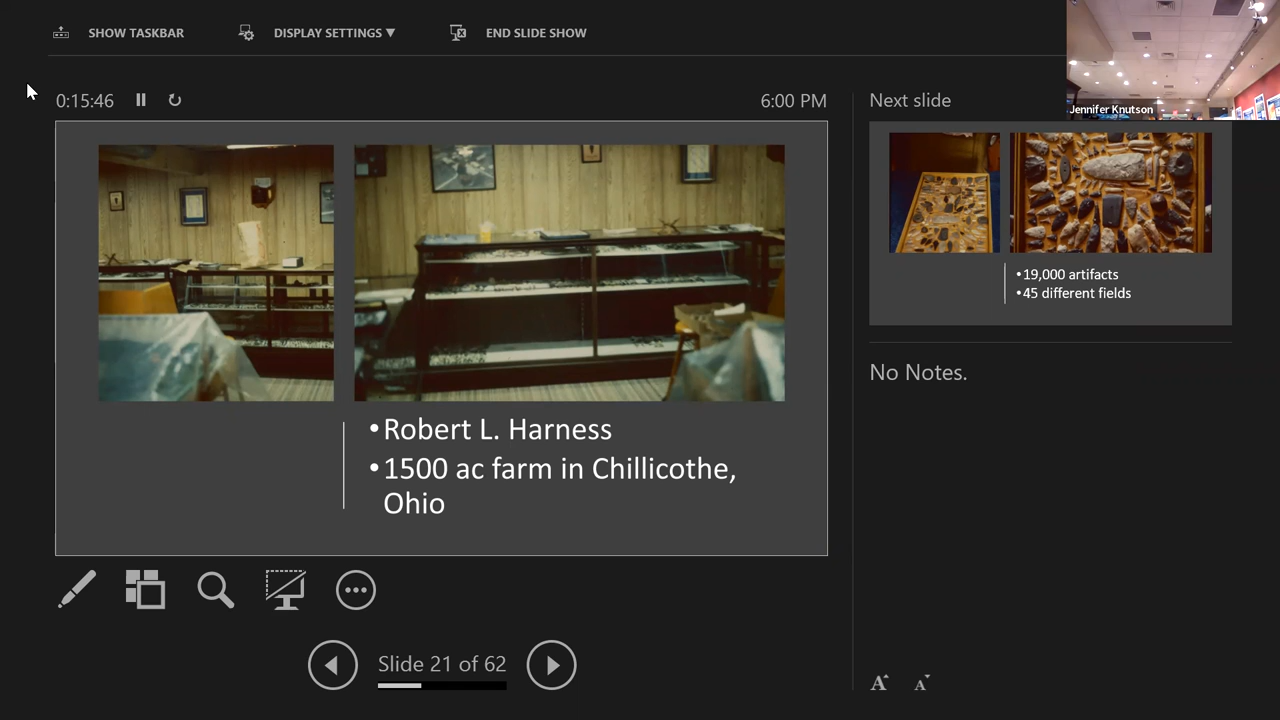 SHOW TASKBAR
DISPLAY SETTINGS ▼
END SLIDE SHOW
Jennifer Knutson
0:15:46
6:00 PM
Next slide
•Robert L. Harness
•1500 ac farm in Chillicothe,
Ohio
•19,000 artifacts
•45 different fields
No Notes.
Slide 21 of 62
A A